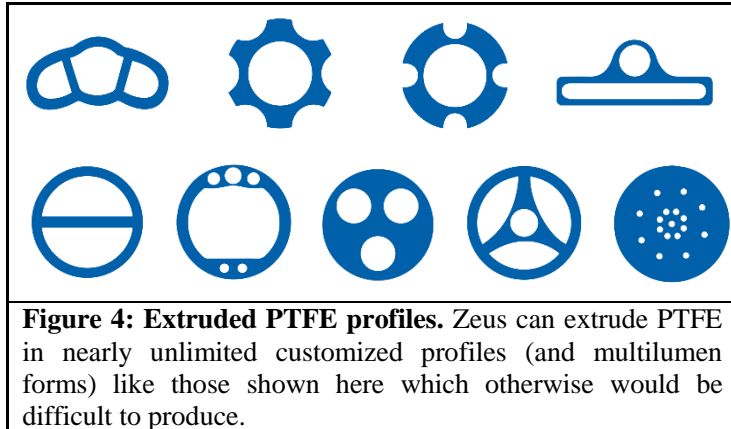 Figure 4: Extruded PTFE profiles. Zeus can extrude PTFE
in nearly unlimited customized profiles (and multilumen
forms) like those shown here which otherwise would be
difficult to produce.